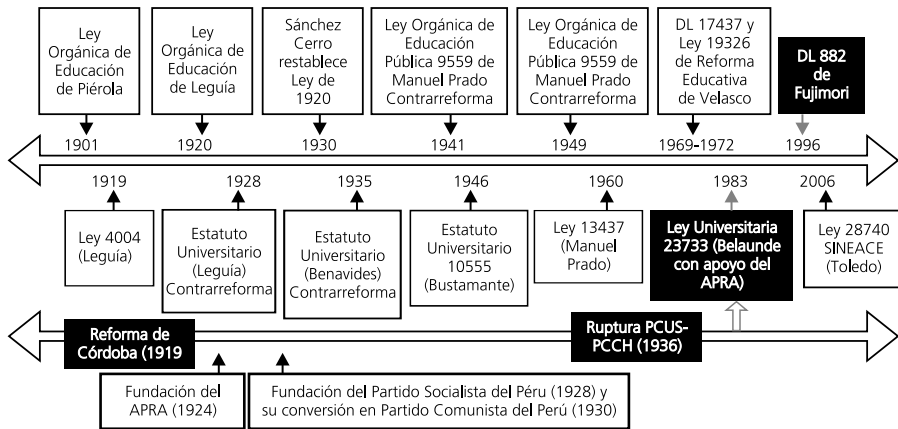 Ley
Orgánica de
Educación
de Piérola
Ley
Orgánica de
Educación
de Leguía
Sánchez
Cerro
restablece
Ley de
1920
Ley Orgánica de
Educación
Pública 9559 de
Manuel Prado
Contrarreforma
Ley Orgánica de
Educación
Pública 9559 de
Manuel Prado
Contrarreforma
DL 17437 y
Ley 19326
de Reforma
Educativa
de Velasco
DL 882
de
Fujimori
1901
1920
1930
1941
1949
1969-1972
1996
1919
1928
1935
1946
1960
1983
2006
Ley 4004
(Leguía)
Estatuto
Universitario
(Leguía)
Contrarreforma
Estatuto
Universitario
(Benavides)
Contrarreforma
Estatuto
Universitario
10555
(Bustamante)
Ley 13437
(Manuel
Prado)
Ley Universitaria
23733 (Belaunde
con apoyo del
APRA)
Ley 28740
SINEACE
(Toledo)
Reforma de
Córdoba (1919
Ruptura PCUS-
PCCH (1936)
Fundación del
APRA (1924)
Fundación del Partido Socialista del Péru (1928) y
su conversión en Partido Comunista del Perú (1930)